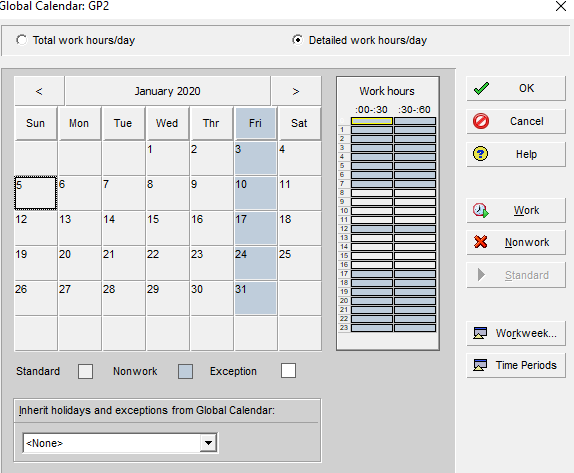 Global Calendar: GP2
Total work hours/day Detailed work hours/day
< January 2020 >
Sun Mon Tue Wed Thr Fri Sat
1 2 3 4
5 6 7 8 9 10 11
12 13 14 15 16 17 18
19 20 21 22 23 24 25
26 27 28 29 30 31
Standard Nonwork Exception
Inherit holidays and exceptions from Global Calendar:
<None>
Work hours
:00-:30 :30-:60
1
2
3
4
5
6
7
8
9
10
11
12
13
14
15
16
17
18
19
20
21
22
23
OK
Cancel
Help
Work
Nonwork
Standard
Workweek...
Time Periods